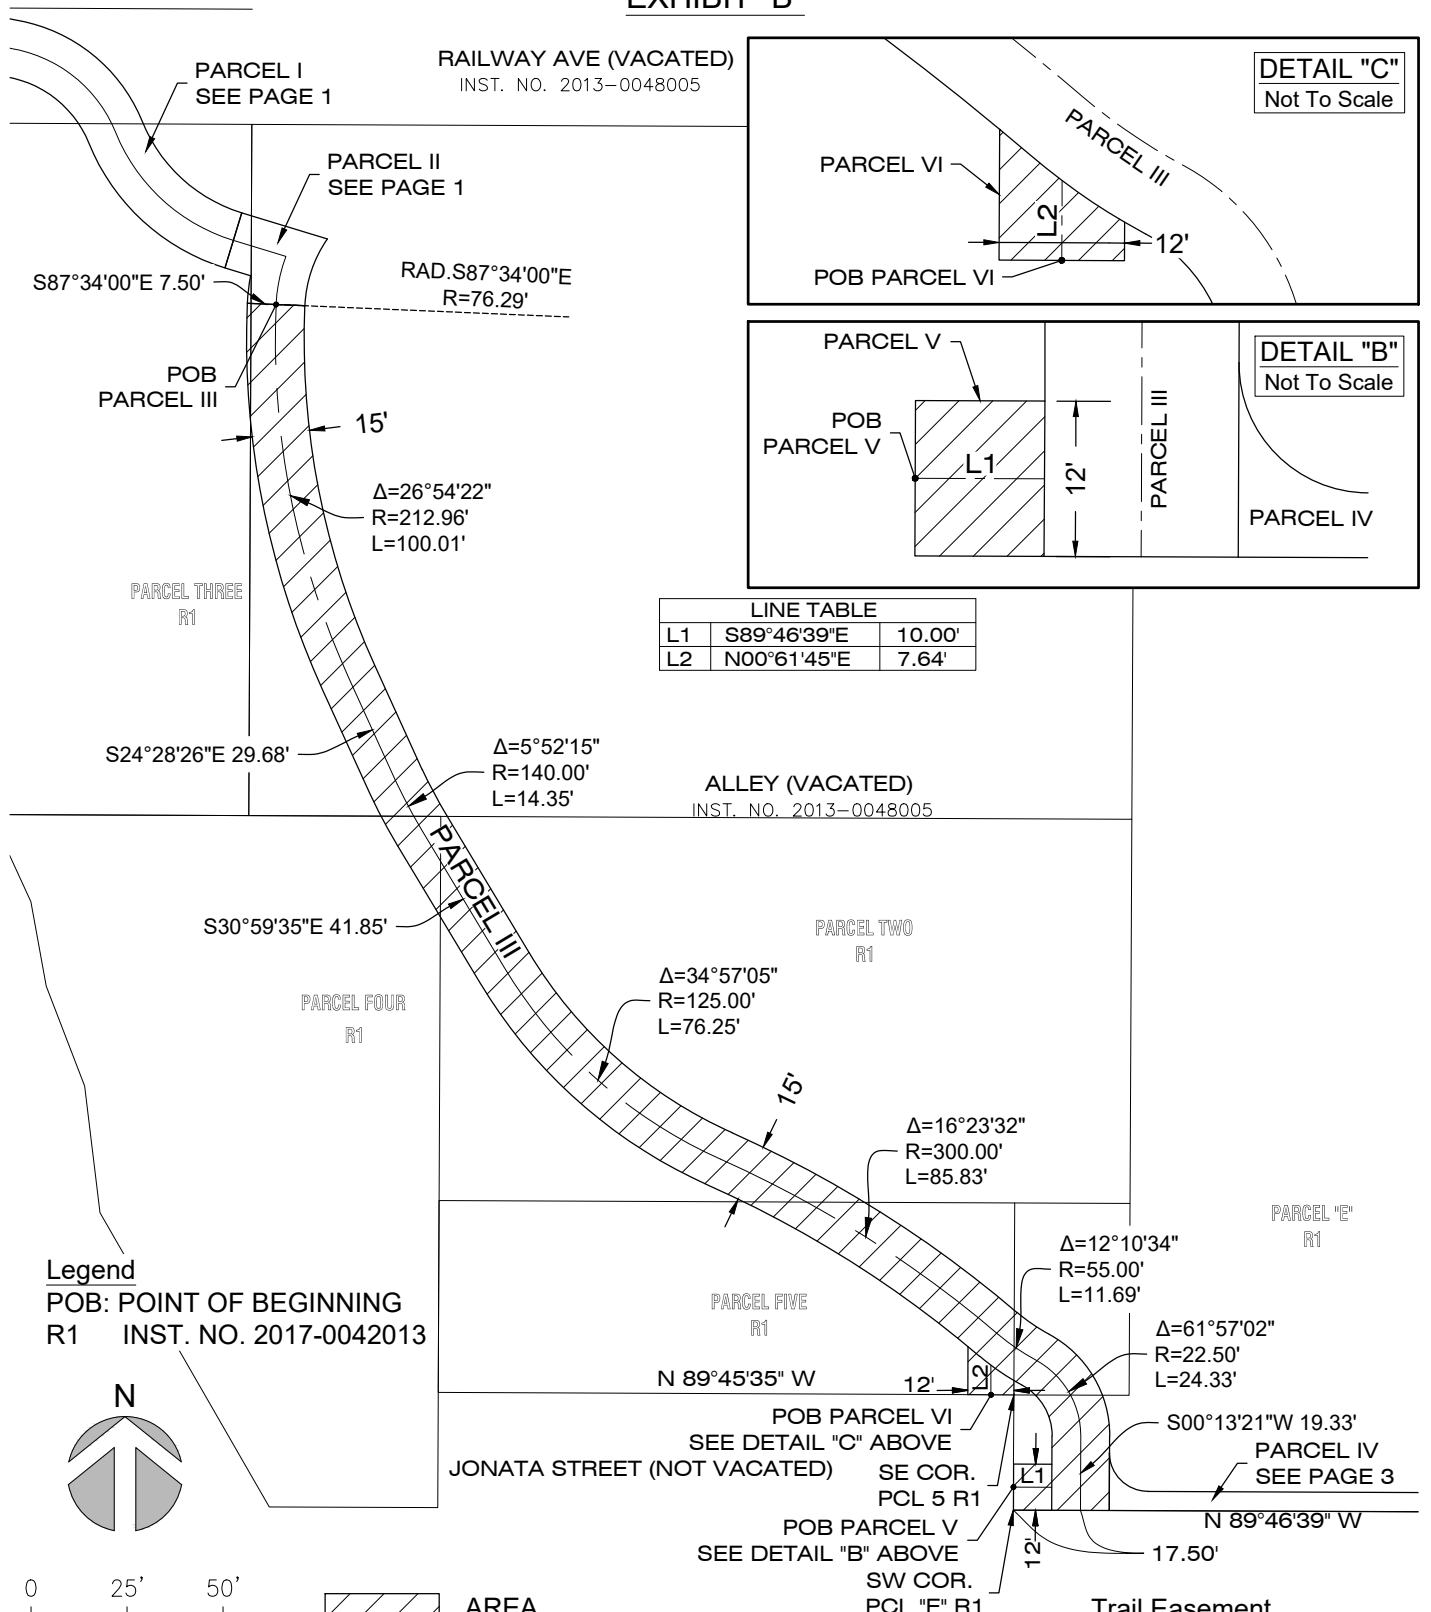 EXHIBIT "B"
RAILWAY AVE (VACATED)
INST. NO. 2013-0048005
PARCEL I
SEE PAGE 1
PARCEL II
SEE PAGE 1
S87°34'00"E 7.50'
RAD.S87°34'00"E
R=76.29'
POB
PARCEL III
15'
Δ=26°54'22"
R=212.96'
L=100.01'
PARCEL THREE
R1
DETAIL "C"
Not To Scale
PARCEL III
PARCEL VI
L2
12'
POB PARCEL VI
DETAIL "B"
Not To Scale
PARCEL V
POB
PARCEL V
L1
12'
PARCEL III
PARCEL IV
LINE TABLE
L1 S89°46'39"E 10.00'
L2 N00°61'45"E 7.64'
S24°28'26"E 29.68'
Δ=5°52'15"
R=140.00'
L=14.35'
ALLEY (VACATED)
INST. NO. 2013-0048005
PARCEL III
S30°59'35"E 41.85'
PARCEL TWO
R1
PARCEL FOUR
R1
Δ=34°57'05"
R=125.00'
L=76.25'
15'
Δ=16°23'32"
R=300.00'
L=85.83'
PARCEL "E"
R1
Δ=12°10'34"
R=55.00'
L=11.69'
Legend
POB: POINT OF BEGINNING
R1 INST. NO. 2017-0042013
PARCEL FIVE
R1
Δ=61°57'02"
R=22.50'
L=24.33'
N 89°45'35" W
12'
L2
N
POB PARCEL VI
SEE DETAIL "C" ABOVE
S00°13'21"W 19.33'
JONATA STREET (NOT VACATED)
SE COR.
PCL 5 R1
L1
PARCEL IV
SEE PAGE 3
N 89°46'39" W
POB PARCEL V
SEE DETAIL "B" ABOVE
12'
17.50'
SW COR.
PCL "E" R1
0 25' 50'
AREA
Trail Easement